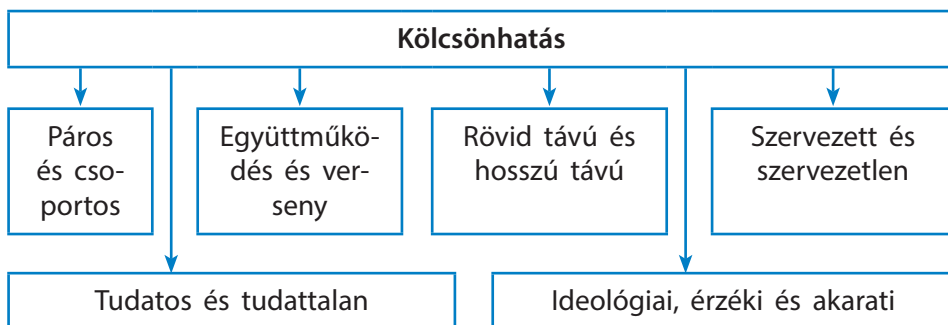 Kölcsönhatás
Páros
és cso-
portos
Együttműkö-
dés és ver-
seny
Rövid távú és
hosszú távú
Szervezett és
szervezetlen
Tudatos és tudattalan
Ideológiai, érzéki és akarati